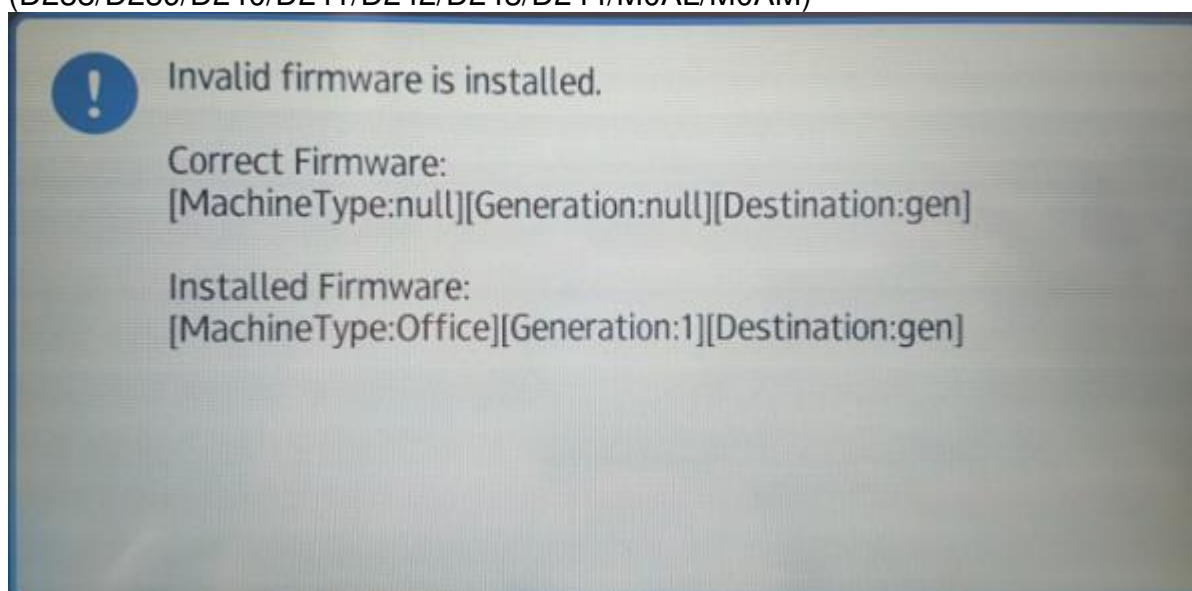 Invalid firmware is installed.
Correct Firmware:
[MachineType:null][Generation:null][Destination:gen]
Installed Firmware:
[MachineType:Office][Generation:1][Destination:gen]